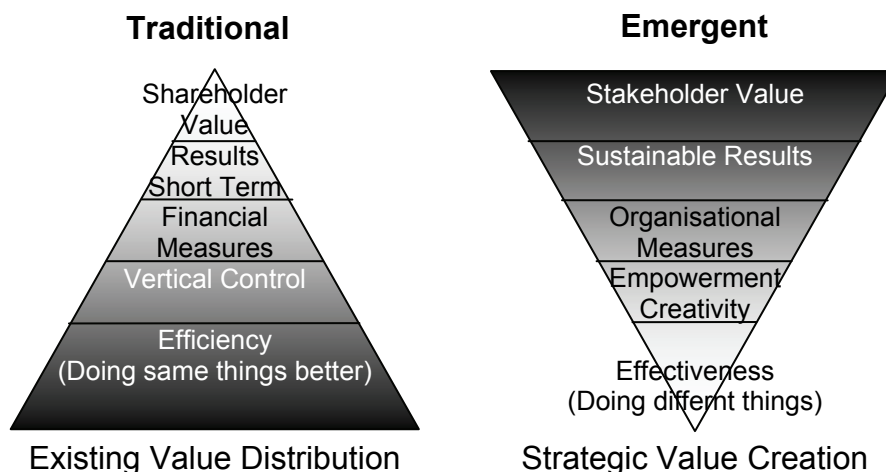 Traditional
Shareholder
Value
Results
Short Term
Financial
Measures
Vertical Control
Efficiency
(Doing same things better)
Existing Value Distribution
Emergent
Stakeholder Value
Sustainable Results
Organisational
Measures
Empowerment
Creativity
Effectiveness
(Doing differnt things)
Strategic Value Creation